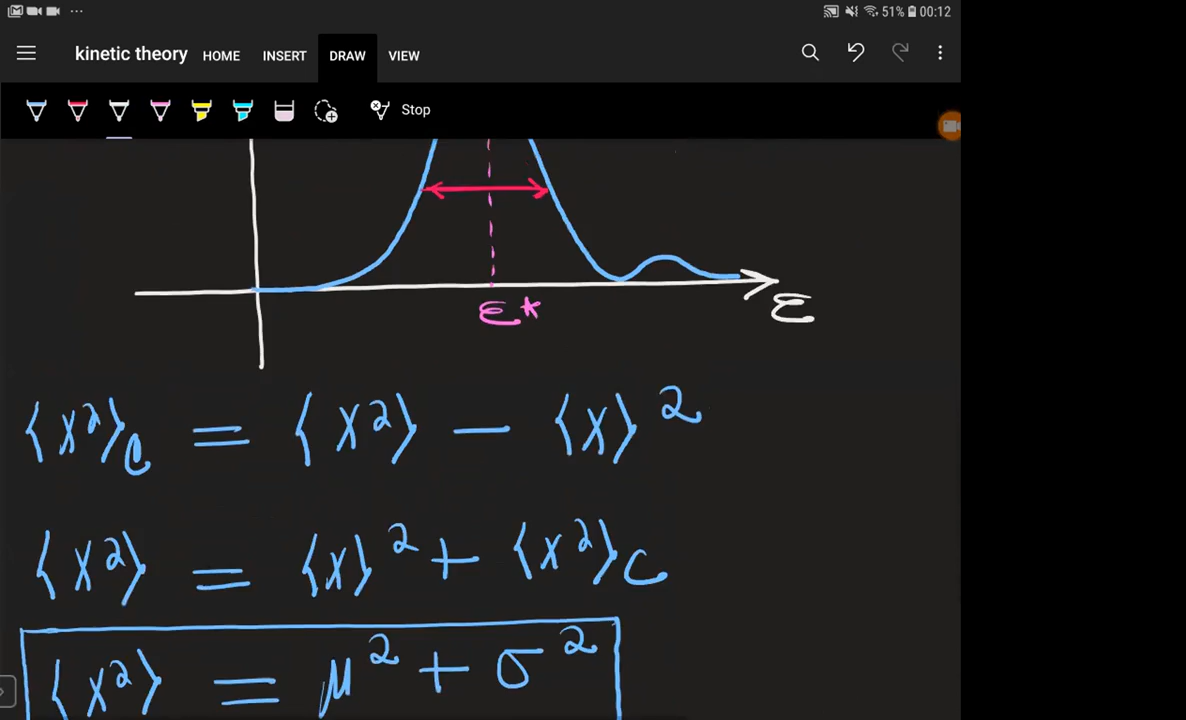 ... 51% 00:12
kinetic theory HOME INSERT DRAW VIEW
Stop
ε*
ε
⟨x²⟩c = ⟨x²⟩ − ⟨x⟩²
⟨x²⟩ = ⟨x⟩² + ⟨x²⟩c
⟨x²⟩ = μ² + σ²